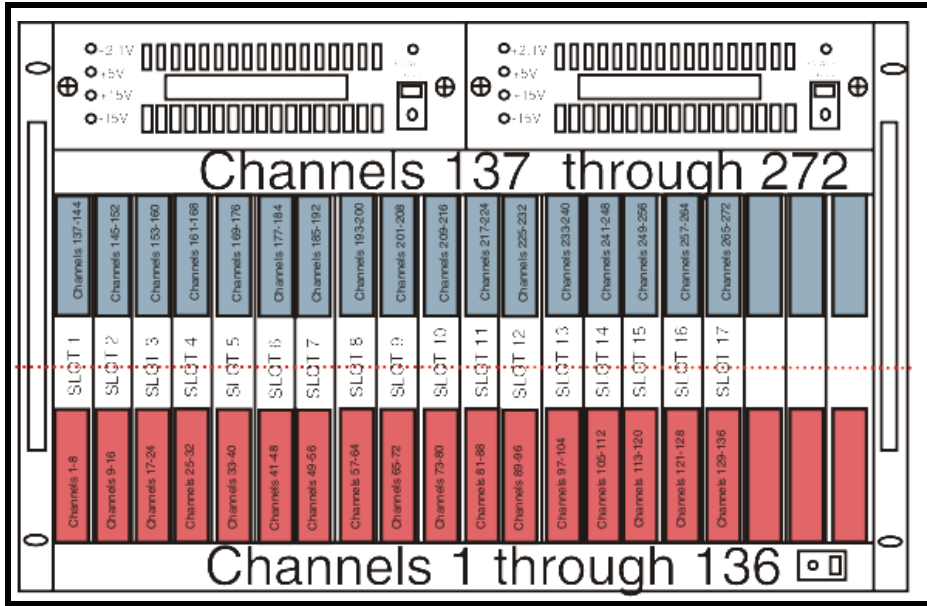 -2.1V
+5V
+15V
-15V
+2.1V
+5V
+15V
-15V
Channels 137 through 272
Channels 137-144
Channels 145-152
Channels 153-160
Channels 161-168
Channels 169-176
Channels 177-184
Channels 185-192
Channels 193-200
Channels 201-208
Channels 209-216
Channels 217-224
Channels 225-232
Channels 233-240
Channels 241-248
Channels 249-256
Channels 257-264
Channels 265-272
SLOT 1
SLOT 2
SLOT 3
SLOT 4
SLOT 5
SLOT 6
SLOT 7
SLOT 8
SLOT 9
SLOT 10
SLOT 11
SLOT 12
SLOT 13
SLOT 14
SLOT 15
SLOT 16
SLOT 17
Channels 1-8
Channels 9-16
Channels 17-24
Channels 25-32
Channels 33-40
Channels 41-48
Channels 49-56
Channels 57-64
Channels 65-72
Channels 73-80
Channels 81-88
Channels 89-96
Channels 97-104
Channels 105-112
Channels 113-120
Channels 121-128
Channels 129-136
Channels 1 through 136